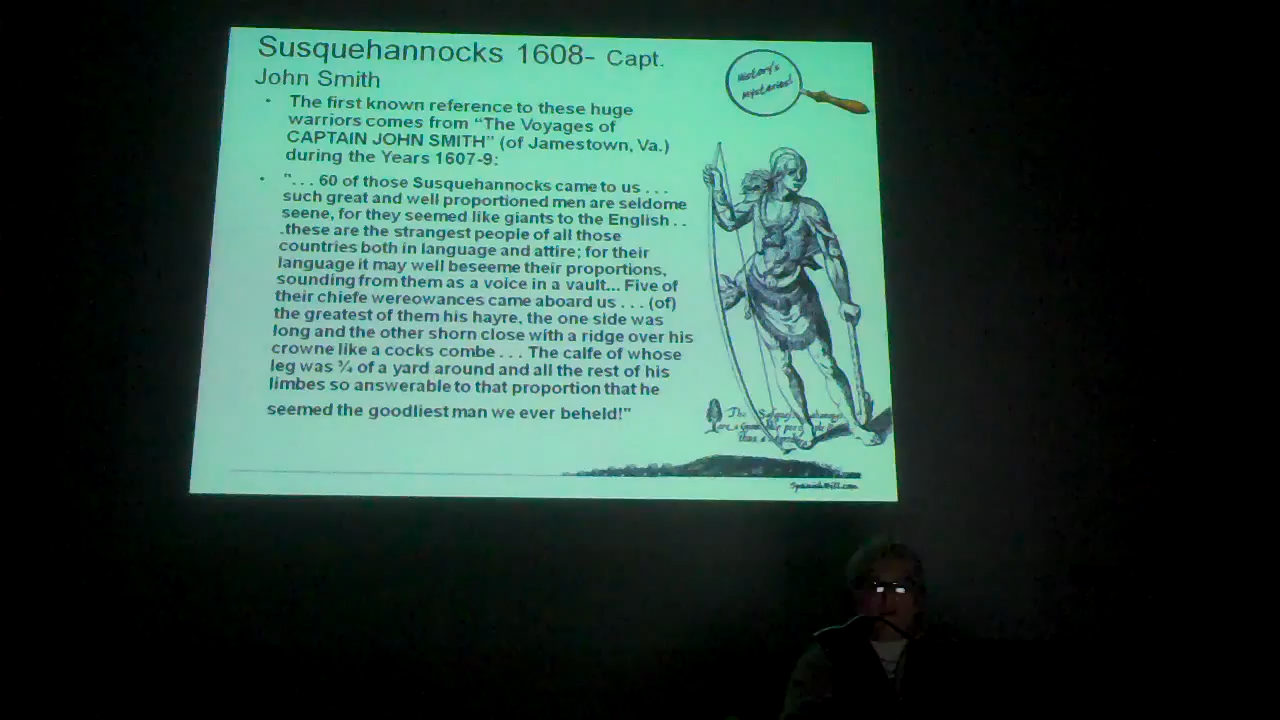 Susquehannocks 1608- Capt.
John Smith
History's
mysteries!
• The first known reference to these huge
warriors comes from “The Voyages of
CAPTAIN JOHN SMITH” (of Jamestown, Va.)
during the Years 1607-9:
• "... 60 of those Susquehannocks came to us ...
such great and well proportioned men are seldome
seene, for they seemed like giants to the English . .
.these are the strangest people of all those
countries both in language and attire; for their
language it may well beseeme their proportions,
sounding from them as a voice in a vault... Five of
their chiefe wereowances came aboard us ... (of)
the greatest of them his hayre, the one side was
long and the other shorn close with a ridge over his
crowne like a cocks combe ... The calfe of whose
leg was ¾ of a yard around and all the rest of his
limbes so answerable to that proportion that he
seemed the goodliest man we ever beheld!"
The
are a